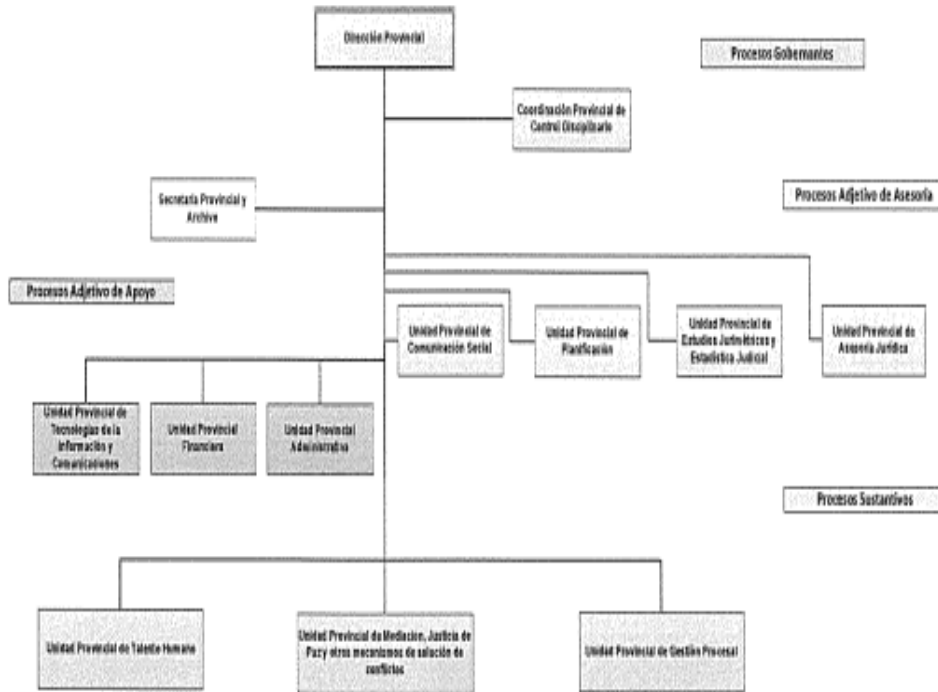 Dirección Provincial
Procesos Gobernantes
Coordinación Provincial de
Control Disciplinario
Secretaría Provincial y
Archivo
Procesos Adjetivo de Asesoría
Procesos Adjetivo de Apoyo
Unidad Provincial de
Comunicación Social
Unidad Provincial de
Planificación
Unidad Provincial de
Estudios Jurimétricos y
Estadística Judicial
Unidad Provincial de
Asesoría Jurídica
Unidad Provincial de
Tecnologías de la
Información y
Comunicaciones
Unidad Provincial
Financiera
Unidad Provincial
Administrativa
Procesos Sustantivos
Unidad Provincial de Talento Humano
Unidad Provincial de Mediación, Justicia de
Paz y otros mecanismos de solución de
conflictos
Unidad Provincial de Gestión Procesal